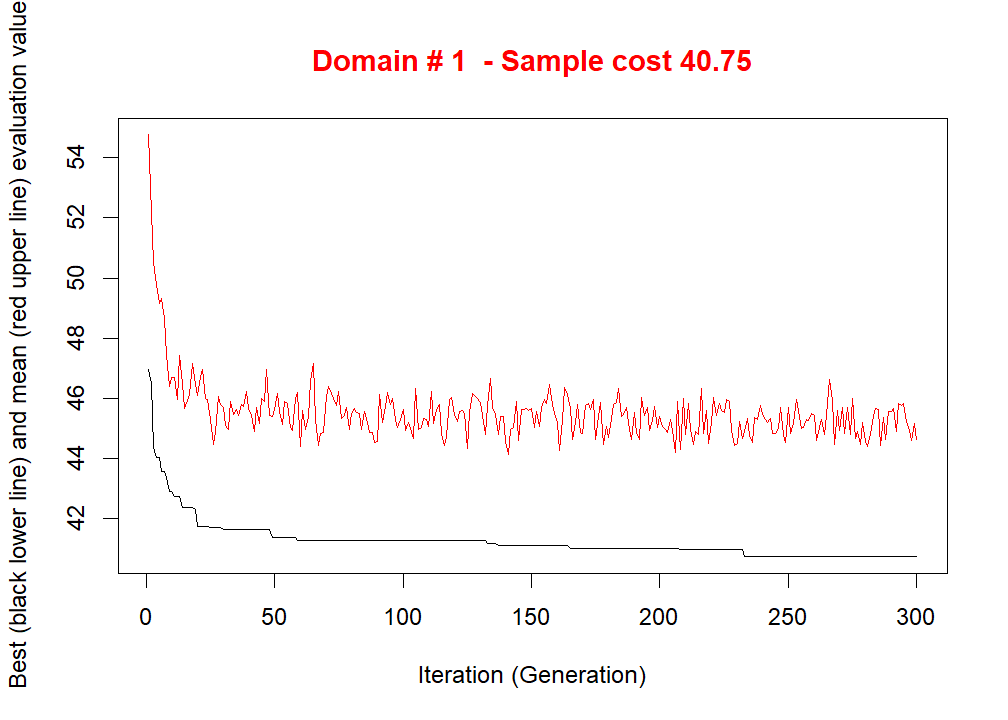 Domain # 1  - Sample cost 40.75
Best (black lower line) and mean (red upper line) evaluation value
54
52
50
48
46
44
42
0 50 100 150 200 250 300
Iteration (Generation)